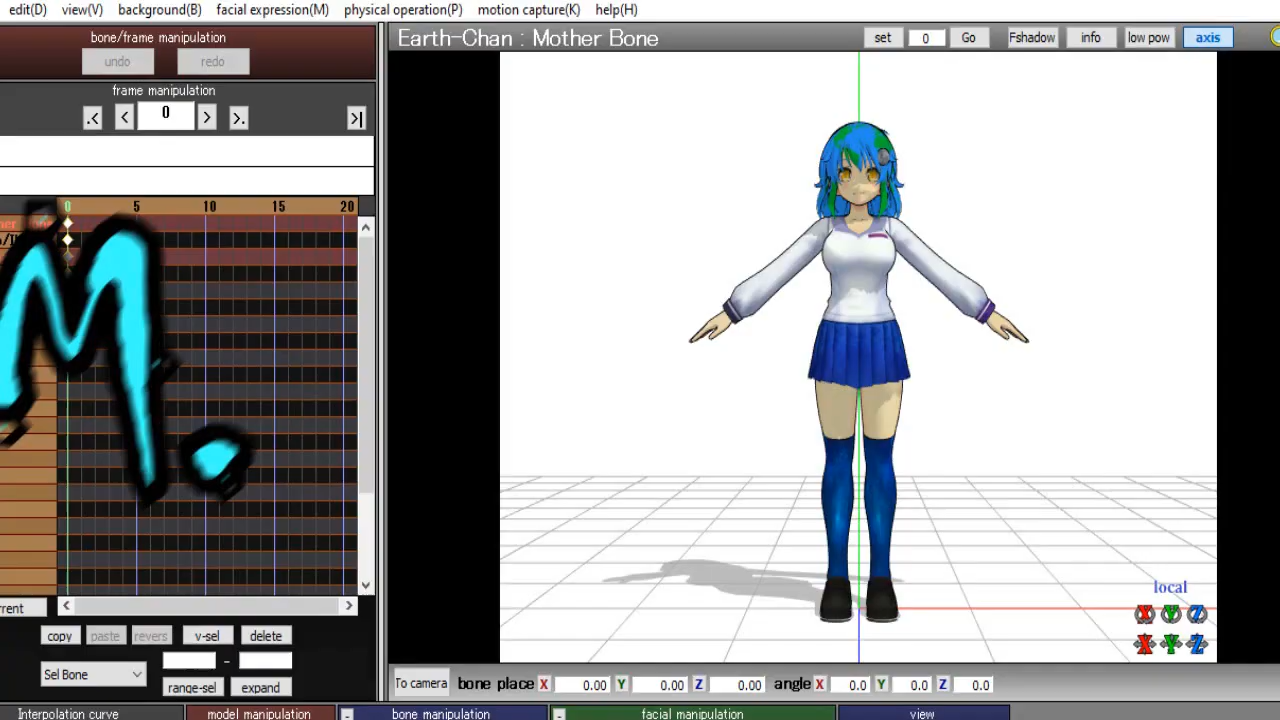 edit(D) view(V) background(B) facial expression(M) physical operation(P) motion capture(K) help(H)
bone/frame manipulation
undo redo
frame manipulation
.< < 0 > >. >|
Earth-Chan : Mother Bone
set 0 Go Fshadow info low pow axis
0 5 10 15 20
M.
rrent < >
copy paste revers v-sel delete
Sel Bone -
range-sel expand
local
X Y Z
X Y Z
To camera bone place X 0.00 Y 0.00 Z 0.00 angle X 0.0 Y 0.0 Z 0.0
Interpolation curve model manipulation - bone manipulation - facial manipulation view